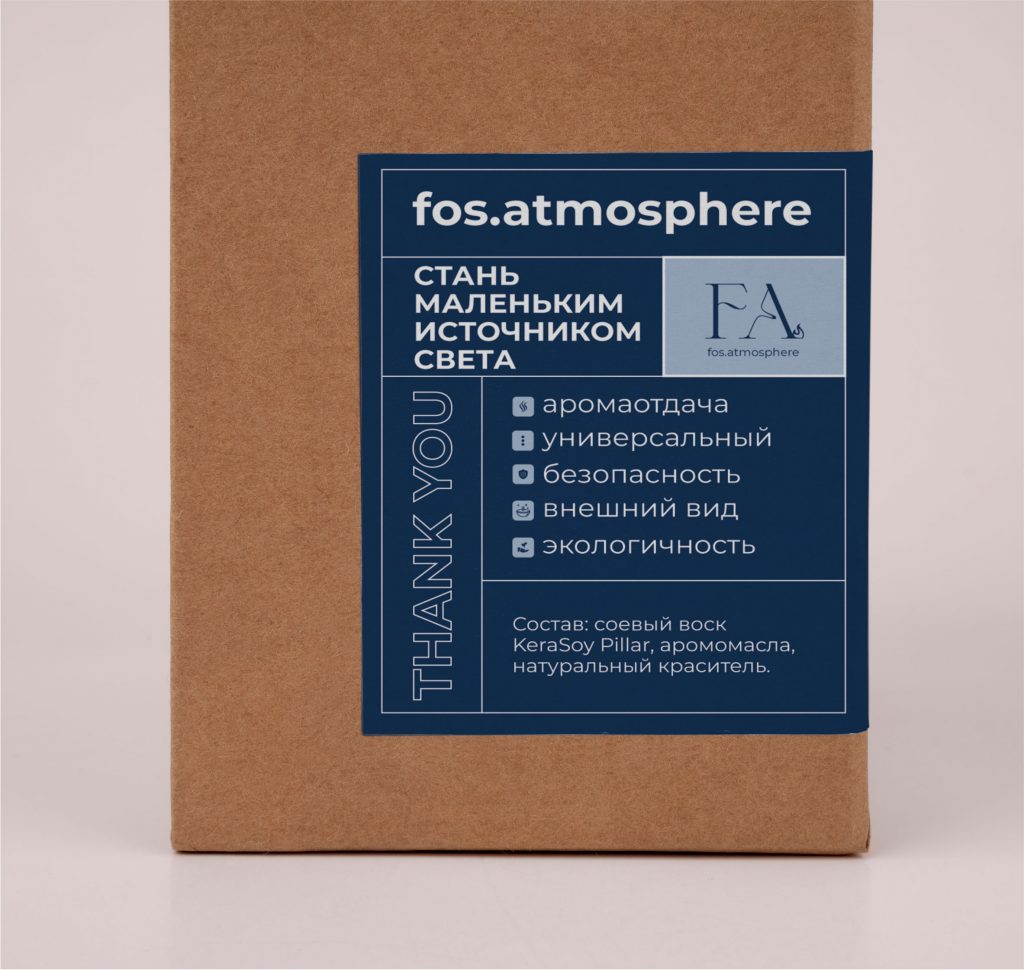 fos.atmosphere
СТАНЬ
МАЛЕНЬКИМ
ИСТОЧНИКОМ
СВЕТА
FA
fos.atmosphere
THANK YOU
аромаотдача
универсальный
безопасность
внешний вид
экологичность
Состав: соевый воск
KeraSoy Pillar, аромомасла,
натуральный краситель.